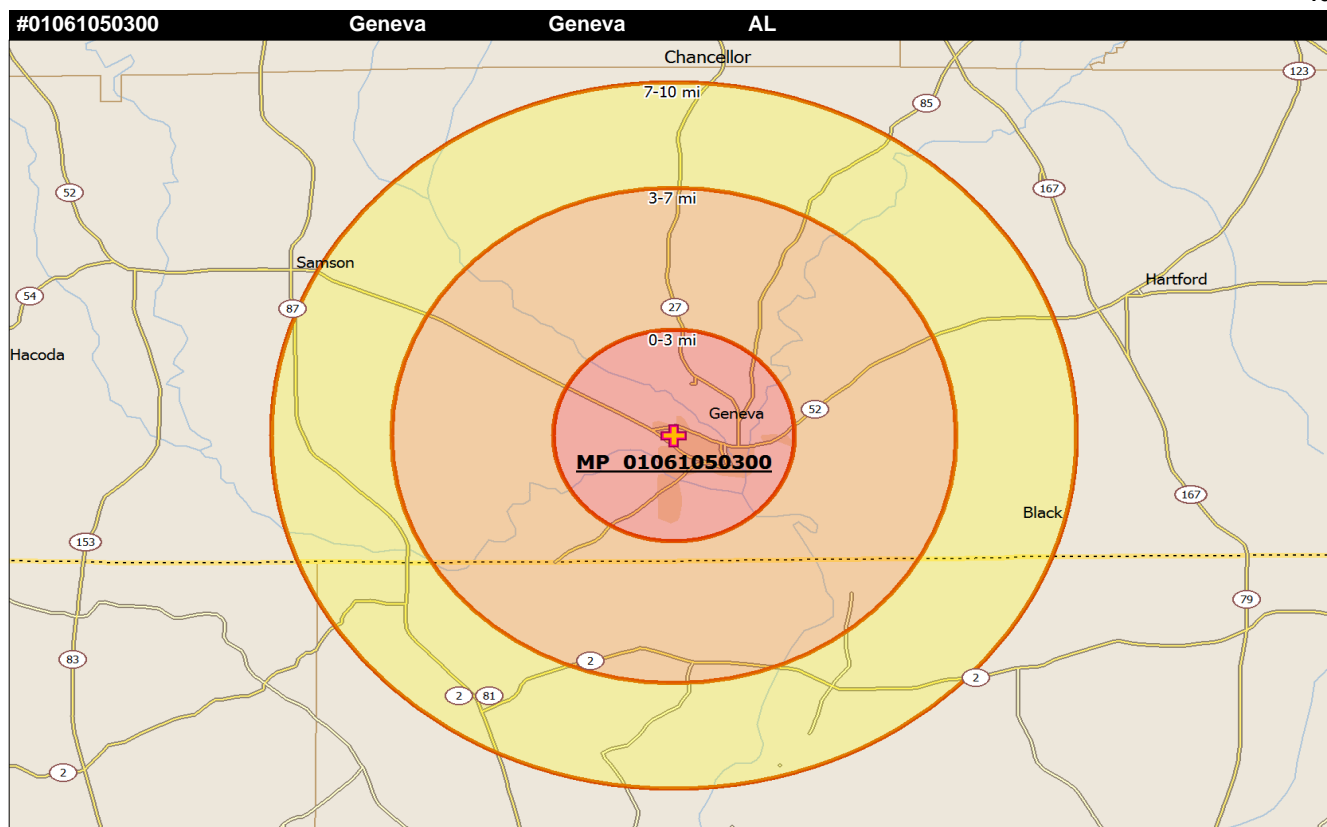 #01061050300 Geneva Geneva AL
Chancellor
123
7-10 mi
85
52
167
3-7 mi
Samson
Hartford
54
87
27
0-3 mi
Hacoda
Geneva
52
MP 01061050300
167
Black
153
79
83
2
2
2
81
2